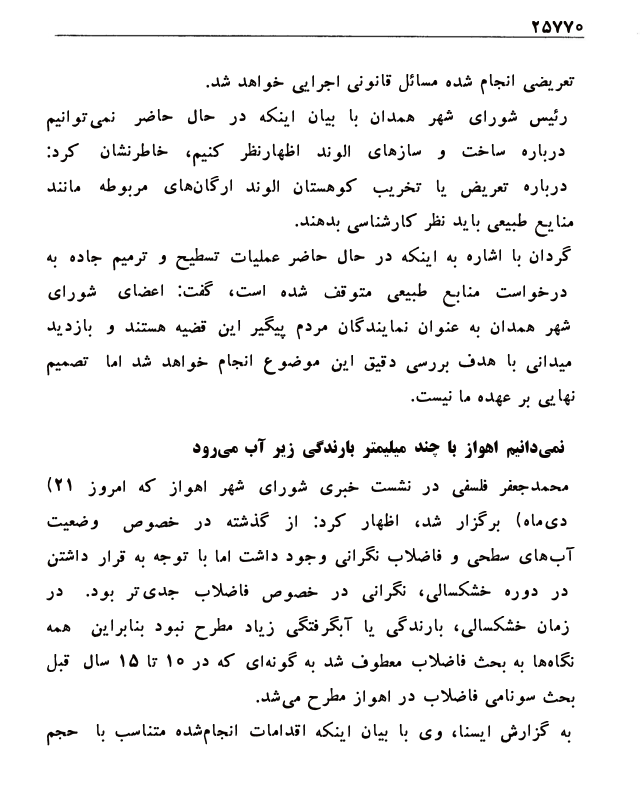 ۲۵۷۷۰
تعریضی انجام شده مسائل قانونی اجرایی خواهد شد.
رئیس شورای شهر همدان با بیان اینکه در حال حاضر نمی‌توانیم
درباره ساخت و سازهای الوند اظهارنظر کنیم، خاطرنشان کرد:
درباره تعریض یا تخریب کوهستان الوند ارگان‌های مربوطه مانند
منابع طبیعی باید نظر کارشناسی بدهند.
گردان با اشاره به اینکه در حال حاضر عملیات تسطیح و ترمیم جاده به
درخواست منابع طبیعی متوقف شده است، گفت: اعضای شورای
شهر همدان به عنوان نمایندگان مردم پیگیر این قضیه هستند و بازدید
میدانی با هدف بررسی دقیق این موضوع انجام خواهد شد اما تصمیم
نهایی بر عهده ما نیست.
نمی‌دانیم اهواز با چند میلیمتر بارندگی زیر آب می‌رود
محمدجعفر فلسفی در نشست خبری شورای شهر اهواز که امروز ۲۱)
دی‌ماه) برگزار شد، اظهار کرد: از گذشته در خصوص وضعیت
آب‌های سطحی و فاضلاب نگرانی وجود داشت اما با توجه به قرار داشتن
در دوره خشکسالی، نگرانی در خصوص فاضلاب جدی‌تر بود. در
زمان خشکسالی، بارندگی یا آبگرفتگی زیاد مطرح نبود بنابراین همه
نگاه‌ها به بحث فاضلاب معطوف شد به گونه‌ای که در ۱۰ تا ۱۵ سال قبل
بحث سونامی فاضلاب در اهواز مطرح می‌شد.
به گزارش ایسنا، وی با بیان اینکه اقدامات انجام‌شده متناسب با حجم